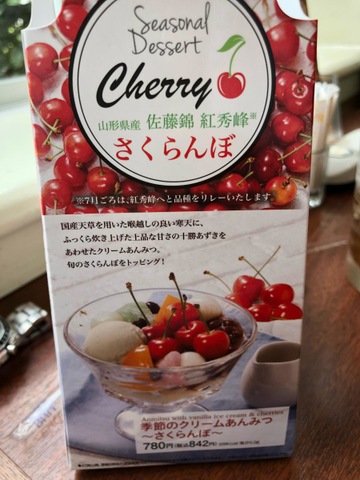 Seasonal
Dessert
Cherry
山形県産 佐藤錦 紅秀峰※
さくらんぼ
※7月ごろは、紅秀峰へと品種をリレーいたします。
国産天草を用いた喉越しの良い寒天に、
ふっくら炊き上げた上品な甘さの十勝あずきを
あわせたクリームあんみつ。
旬のさくらんぼをトッピング!
Anmitsu with vanilla ice cream & cherries
季節のクリームあんみつ
〜さくらんぼ〜
780円(税込842円)